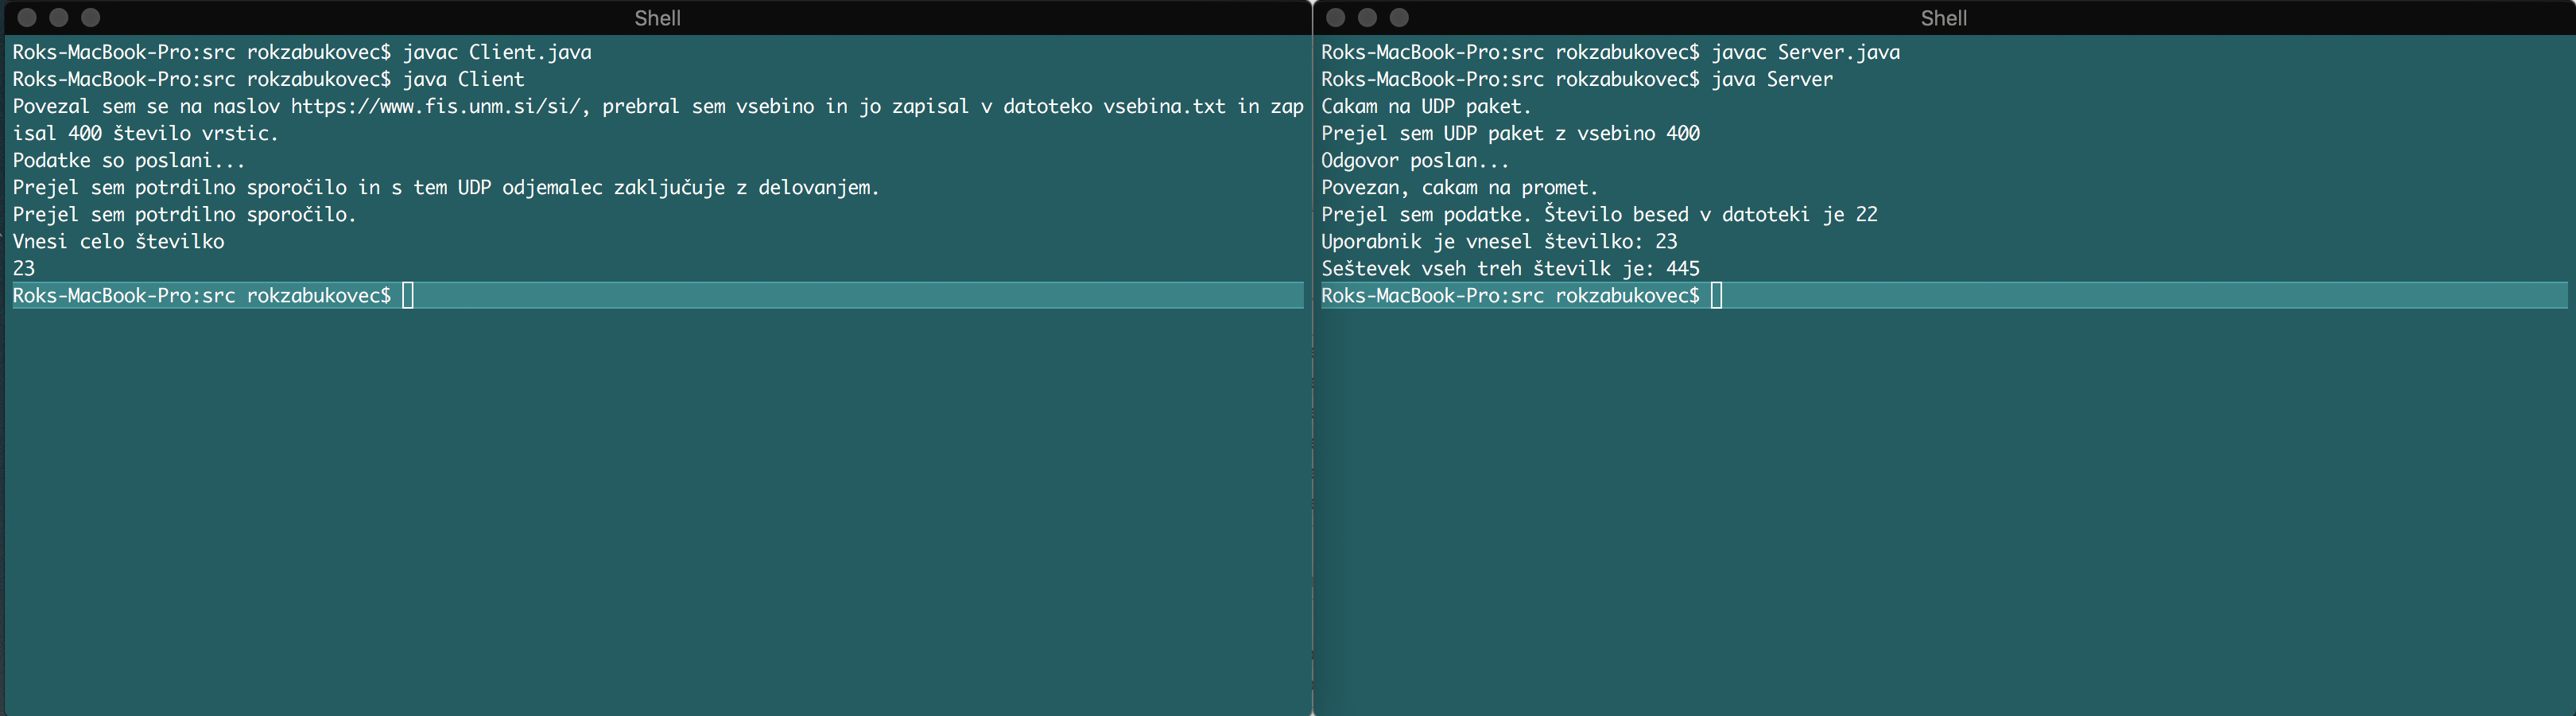 Shell
Roks-MacBook-Pro:src rokzabukovec$ javac Client.java
Roks-MacBook-Pro:src rokzabukovec$ java Client
Povezal sem se na naslov https://www.fis.unm.si/si/, prebral sem vsebino in jo zapisal v datoteko vsebina.txt in zap
isal 400 število vrstic.
Podatke so poslani...
Prejel sem potrdilno sporočilo in s tem UDP odjemalec zaključuje z delovanjem.
Prejel sem potrdilno sporočilo.
Vnesi celo številko
23
Roks-MacBook-Pro:src rokzabukovec$
Shell
Roks-MacBook-Pro:src rokzabukovec$ javac Server.java
Roks-MacBook-Pro:src rokzabukovec$ java Server
Cakam na UDP paket.
Prejel sem UDP paket z vsebino 400
Odgovor poslan...
Povezan, cakam na promet.
Prejel sem podatke. Število besed v datoteki je 22
Uporabnik je vnesel številko: 23
Seštevek vseh treh številk je: 445
Roks-MacBook-Pro:src rokzabukovec$